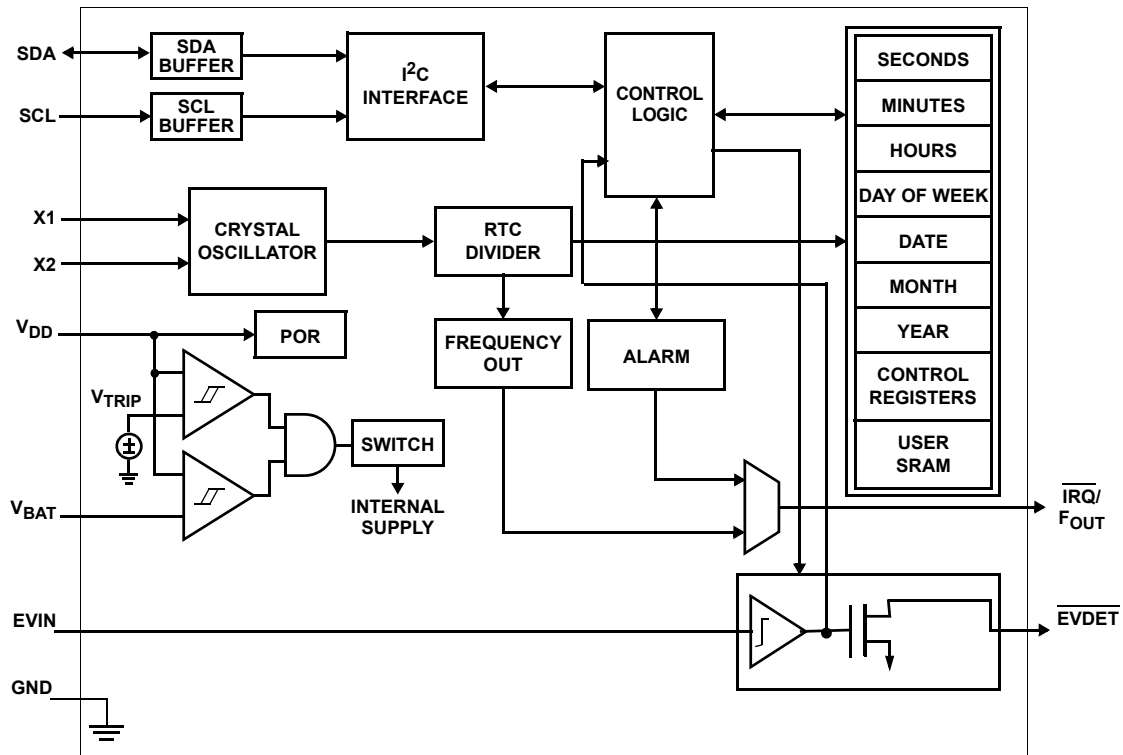 SDA
SDA
BUFFER
SCL
SCL
BUFFER
I²C
INTERFACE
CONTROL
LOGIC
SECONDS
MINUTES
HOURS
DAY OF WEEK
DATE
MONTH
YEAR
CONTROL
REGISTERS
USER
SRAM
X1
X2
CRYSTAL
OSCILLATOR
RTC
DIVIDER
FREQUENCY
OUT
ALARM
VDD
POR
VTRIP
±
SWITCH
INTERNAL
SUPPLY
VBAT
IRQ/
FOUT
EVIN
EVDET
GND